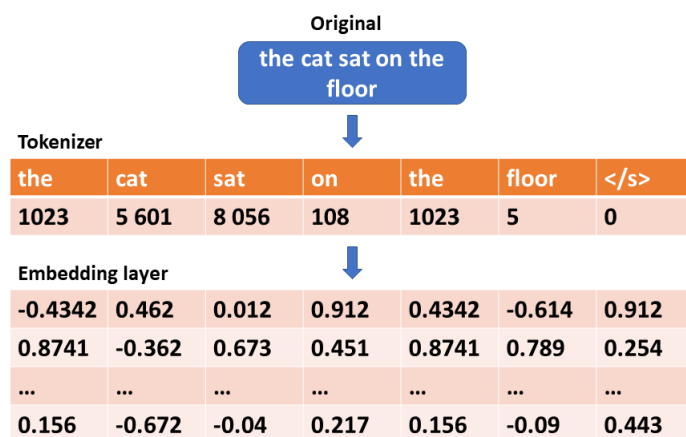 Original
the cat sat on the
floor
Tokenizer
the cat sat on the floor </s>
1023 5 601 8 056 108 1023 5 0
Embedding layer
-0.4342 0.462 0.012 0.912 0.4342 -0.614 0.912
0.8741 -0.362 0.673 0.451 0.8741 0.789 0.254
... ... ... ... ... ... ...
0.156 -0.672 -0.04 0.217 0.156 -0.09 0.443